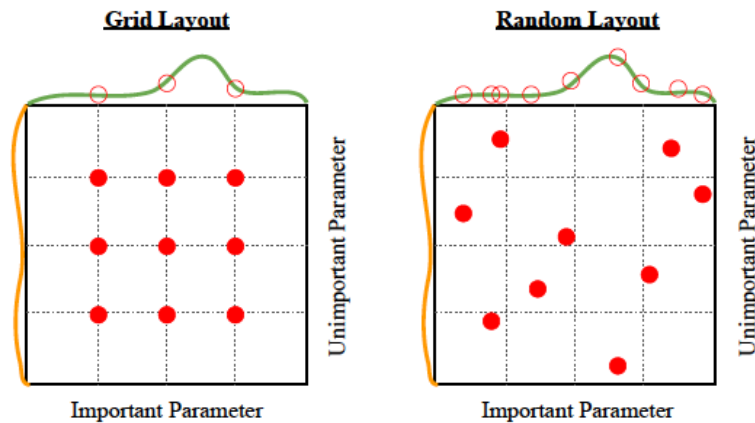 Grid Layout
Random Layout
Unimportant Parameter
Unimportant Parameter
Important Parameter
Important Parameter